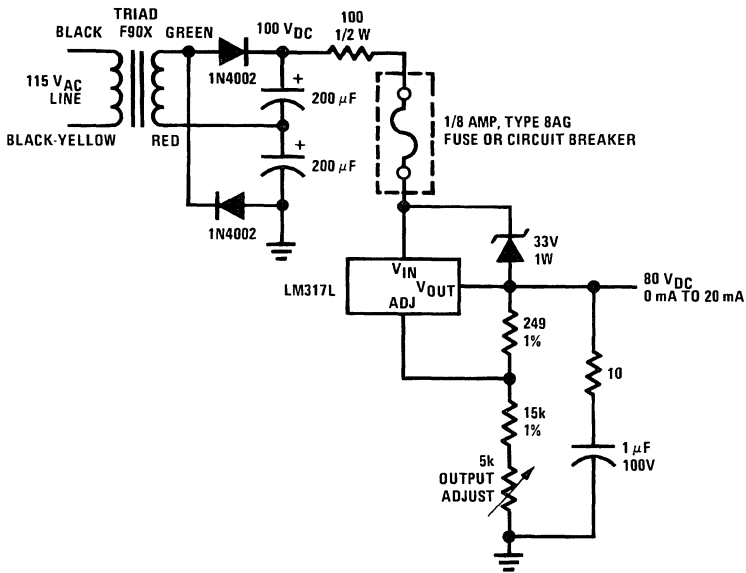 TRIAD
F90X
BLACK
GREEN
100 VDC
100
1/2 W
1N4002
+
200 μF
115 VAC
LINE
BLACK-YELLOW
RED
+
200 μF
1N4002
1/8 AMP, TYPE 8AG
FUSE OR CIRCUIT BREAKER
33V
1W
LM317L
VIN
VOUT
ADJ
80 VDC
0 mA TO 20 mA
249
1%
10
15k
1%
5k
OUTPUT
ADJUST
1 μF
100V